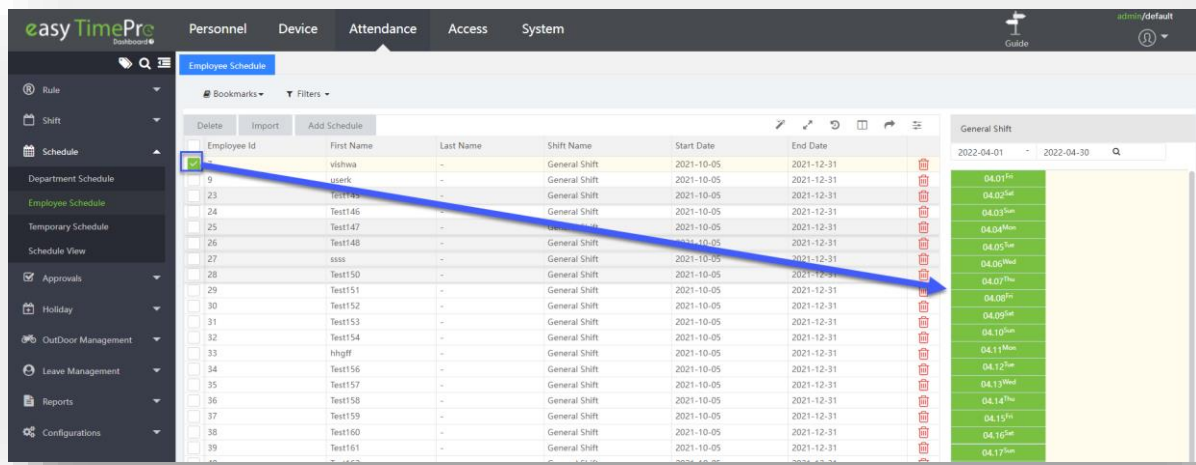 easy TimePro
Dashboard
Personnel Device Attendance Access System
Guide
admin/default
Employee Schedule
Bookmarks Filters
Rule
Shift
Schedule
Department Schedule
Employee Schedule
Temporary Schedule
Schedule View
Approvals
Holiday
OutDoor Management
Leave Management
Reports
Configurations
Delete Import Add Schedule
Employee Id First Name Last Name Shift Name Start Date End Date
vishwa - General Shift 2021-10-05 2021-12-31
9 userk - General Shift 2021-10-05 2021-12-31
23 Test145 - General Shift 2021-10-05 2021-12-31
24 Test146 - General Shift 2021-10-05 2021-12-31
25 Test147 - General Shift 2021-10-05 2021-12-31
26 Test148 - General Shift 2021-10-05 2021-12-31
27 ssss - General Shift 2021-10-05 2021-12-31
28 Test150 - General Shift 2021-10-05 2021-12-31
29 Test151 - General Shift 2021-10-05 2021-12-31
30 Test152 - General Shift 2021-10-05 2021-12-31
31 Test153 - General Shift 2021-10-05 2021-12-31
32 Test154 - General Shift 2021-10-05 2021-12-31
33 hhgff - General Shift 2021-10-05 2021-12-31
34 Test156 - General Shift 2021-10-05 2021-12-31
35 Test157 - General Shift 2021-10-05 2021-12-31
36 Test158 - General Shift 2021-10-05 2021-12-31
37 Test159 - General Shift 2021-10-05 2021-12-31
38 Test160 - General Shift 2021-10-05 2021-12-31
39 Test161 - General Shift 2021-10-05 2021-12-31
General Shift
2022-04-01 - 2022-04-30
04.01Fri
04.02Sat
04.03Sun
04.04Mon
04.05Tue
04.06Wed
04.07Thu
04.08Fri
04.09Sat
04.10Sun
04.11Mon
04.12Tue
04.13Wed
04.14Thu
04.15Fri
04.16Sat
04.17Sun